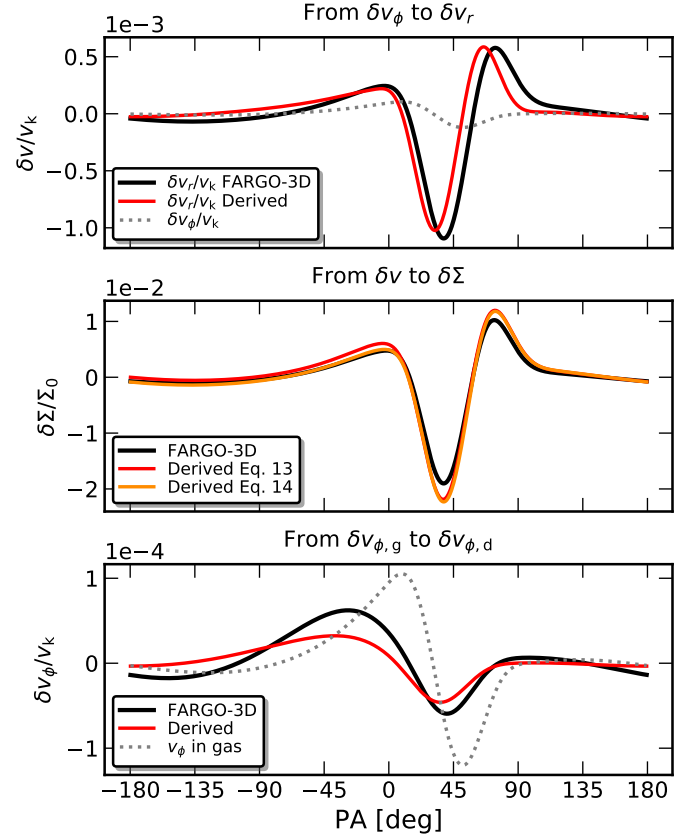 From δv_ϕ to δv_r
1e−3
0.5
0.0
−0.5
−1.0
δv/v_k
δv_r/v_k FARGO-3D
δv_r/v_k Derived
δv_ϕ/v_k
From δv to δΣ
1e−2
1
0
−1
−2
δΣ/Σ_0
FARGO-3D
Derived Eq. 13
Derived Eq. 14
From δv_ϕ,g to δv_ϕ,d
1e−4
1
0
−1
δv_ϕ/v_k
FARGO-3D
Derived
v_ϕ in gas
−180 −135 −90 −45 0 45 90 135 180
PA [deg]